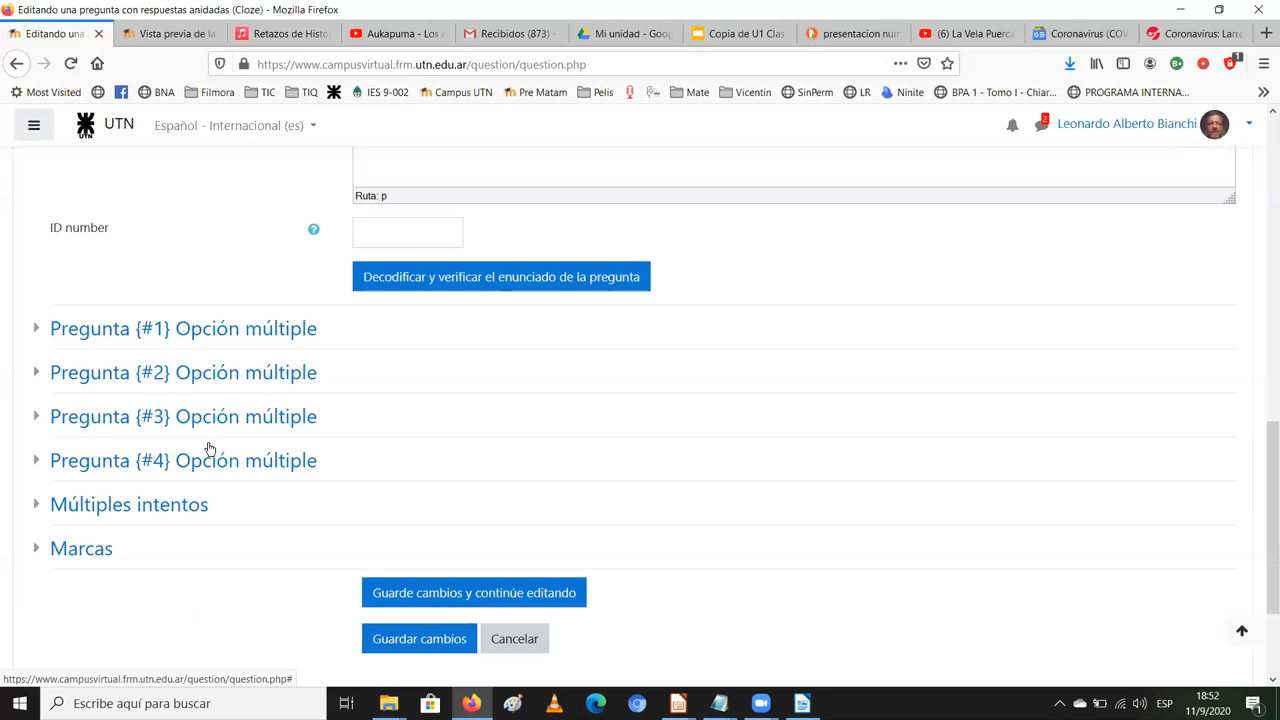 Editando una pregunta con respuestas anidadas (Cloze) - Mozilla Firefox
Editando una
Vista previa de la
Retazos de Histo
Aukapuma - Los c
Recibidos (873) -
Mi unidad - Goog
Copia de U1 Clas
presentacion num
(6) La Vela Puerca
Coronavirus (COV
Coronavirus: Larre
https://www.campusvirtual.frm.utn.edu.ar/question/question.php
1
Most Visited
BNA
Filmora
TIC
TIQ
IES 9-002
Campus UTN
Pre Matam
Pelis
Mate
Vicentin
SinPerm
LR
Ninite
BPA 1 - Tomo I - Chiar...
PROGRAMA INTERNA...
UTN
UTN
Español - Internacional (es)
2
Leonardo Alberto Bianchi
Ruta: p
ID number
Decodificar y verificar el enunciado de la pregunta
Pregunta {#1} Opción múltiple
Pregunta {#2} Opción múltiple
Pregunta {#3} Opción múltiple
Pregunta {#4} Opción múltiple
Múltiples intentos
Marcas
Guarde cambios y continúe editando
Guardar cambios
Cancelar
https://www.campusvirtual.frm.utn.edu.ar/question/question.php#
Escribe aquí para buscar
ESP
18:52
11/9/2020
1